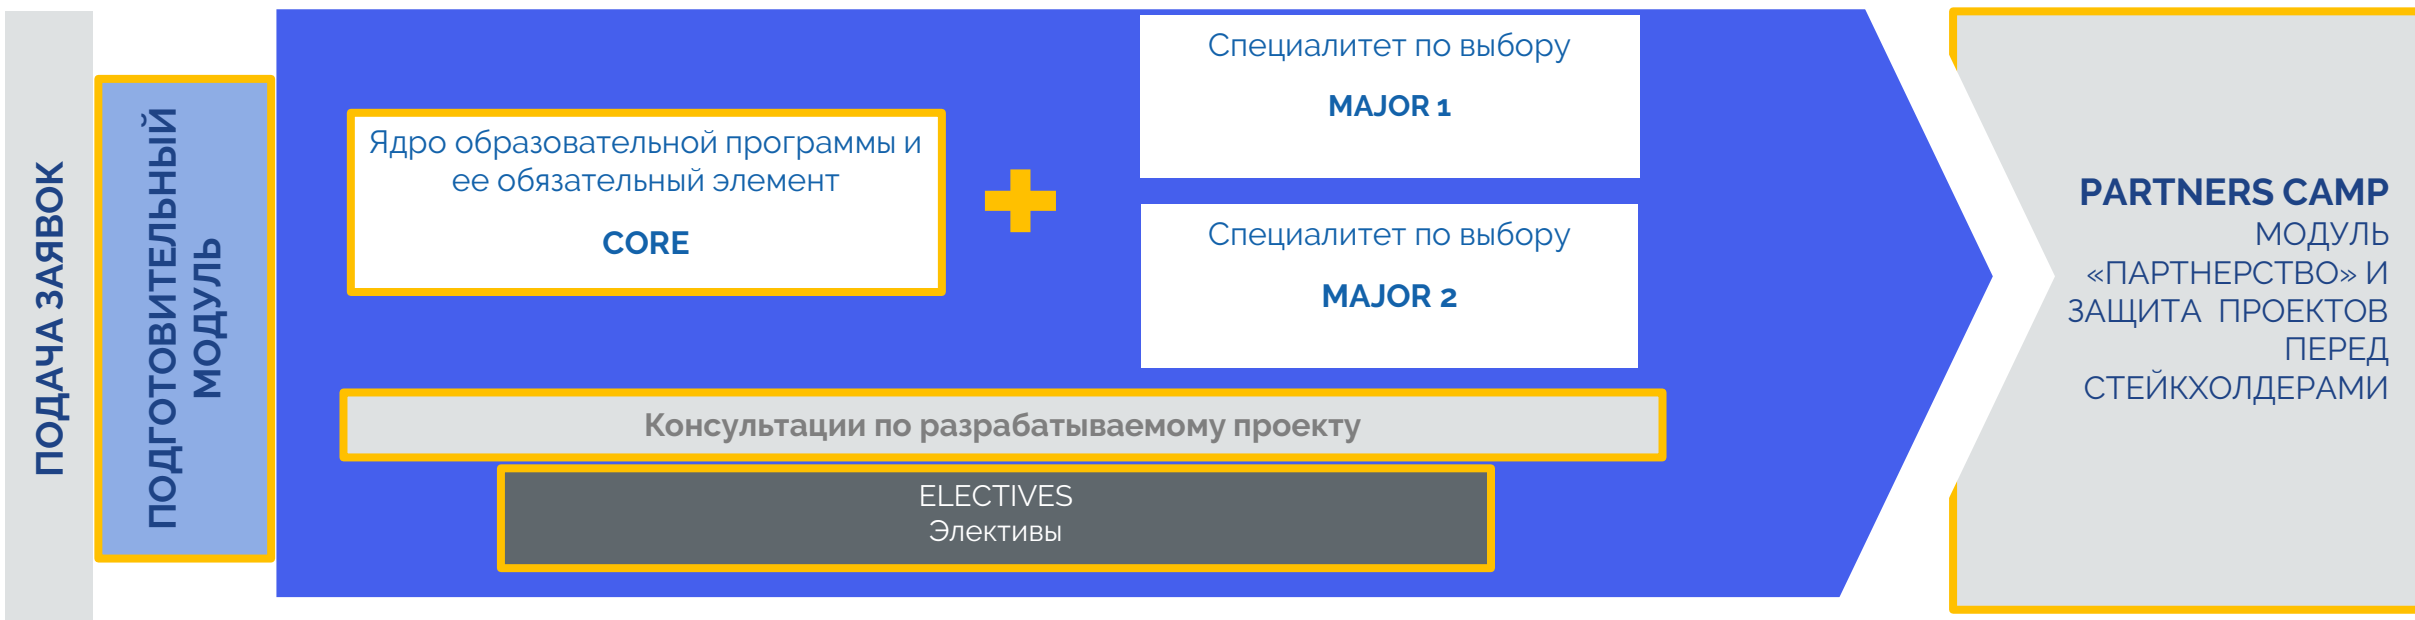 ПОДАЧА ЗАЯВОК
ПОДГОТОВИТЕЛЬНЫЙ
МОДУЛЬ
Ядро образовательной программы и
ее обязательный элемент
CORE
Специалитет по выбору
MAJOR 1
Специалитет по выбору
MAJOR 2
Консультации по разрабатываемому проекту
ELECTIVES
Элективы
PARTNERS CAMP
МОДУЛЬ
«ПАРТНЕРСТВО» И
ЗАЩИТА ПРОЕКТОВ
ПЕРЕД
СТЕЙКХОЛДЕРАМИ